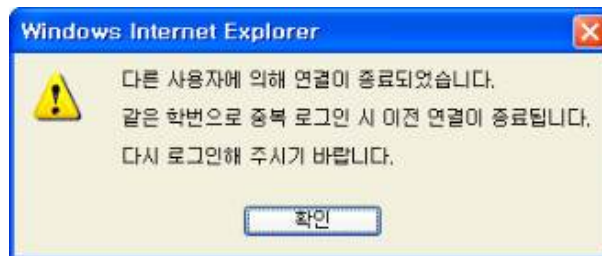 Windows Internet Explorer
다른 사용자에 의해 연결이 종료되었습니다.
같은 학번으로 중복 로그인 시 이전 연결이 종료됩니다.
다시 로그인해 주시기 바랍니다.
확인